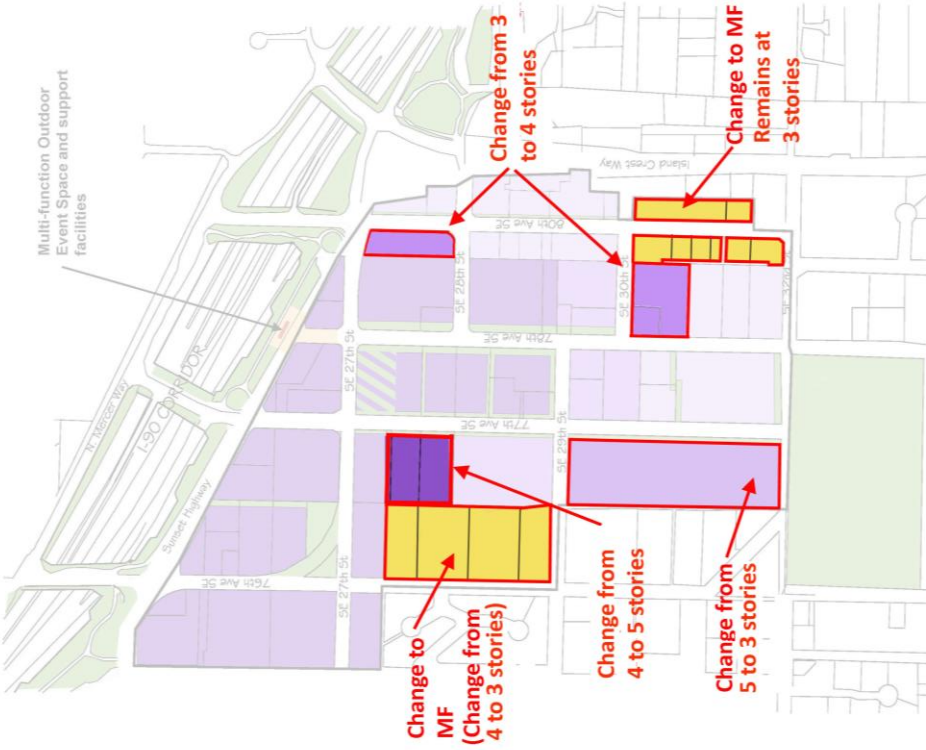 Multi-function Outdoor
Event Space and support
facilities
N. Mercer Way
I-90 CORRIDOR
Sunset Highway
Change from 3
to 4 stories
Island Crest Way
Change to MF
Remains at
3 stories
80th Ave SE
SE 28th St
SE 30th St
SE 32nd St
78th Ave SE
SE 27th St
77th Ave SE
SE 29th St
76th Ave SE
SE 27th St
Change to
MF
(Change from
4 to 3 stories)
Change from
4 to 5 stories
Change from
5 to 3 stories